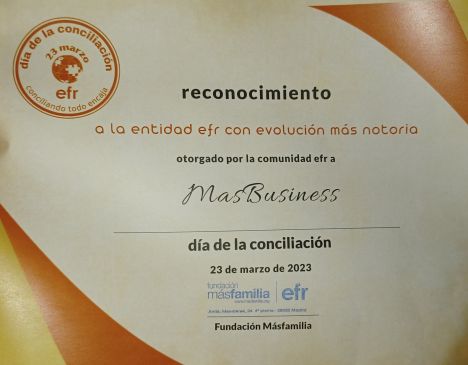 día de la conciliación
23 marzo
efr
conciliando todo encaja
reconocimiento
a la entidad efr con evolución más notoria
otorgado por la comunidad efr a
MasBusiness
día de la conciliación
23 de marzo de 2023
fundación
másfamilia efr
Fundación Másfamilia